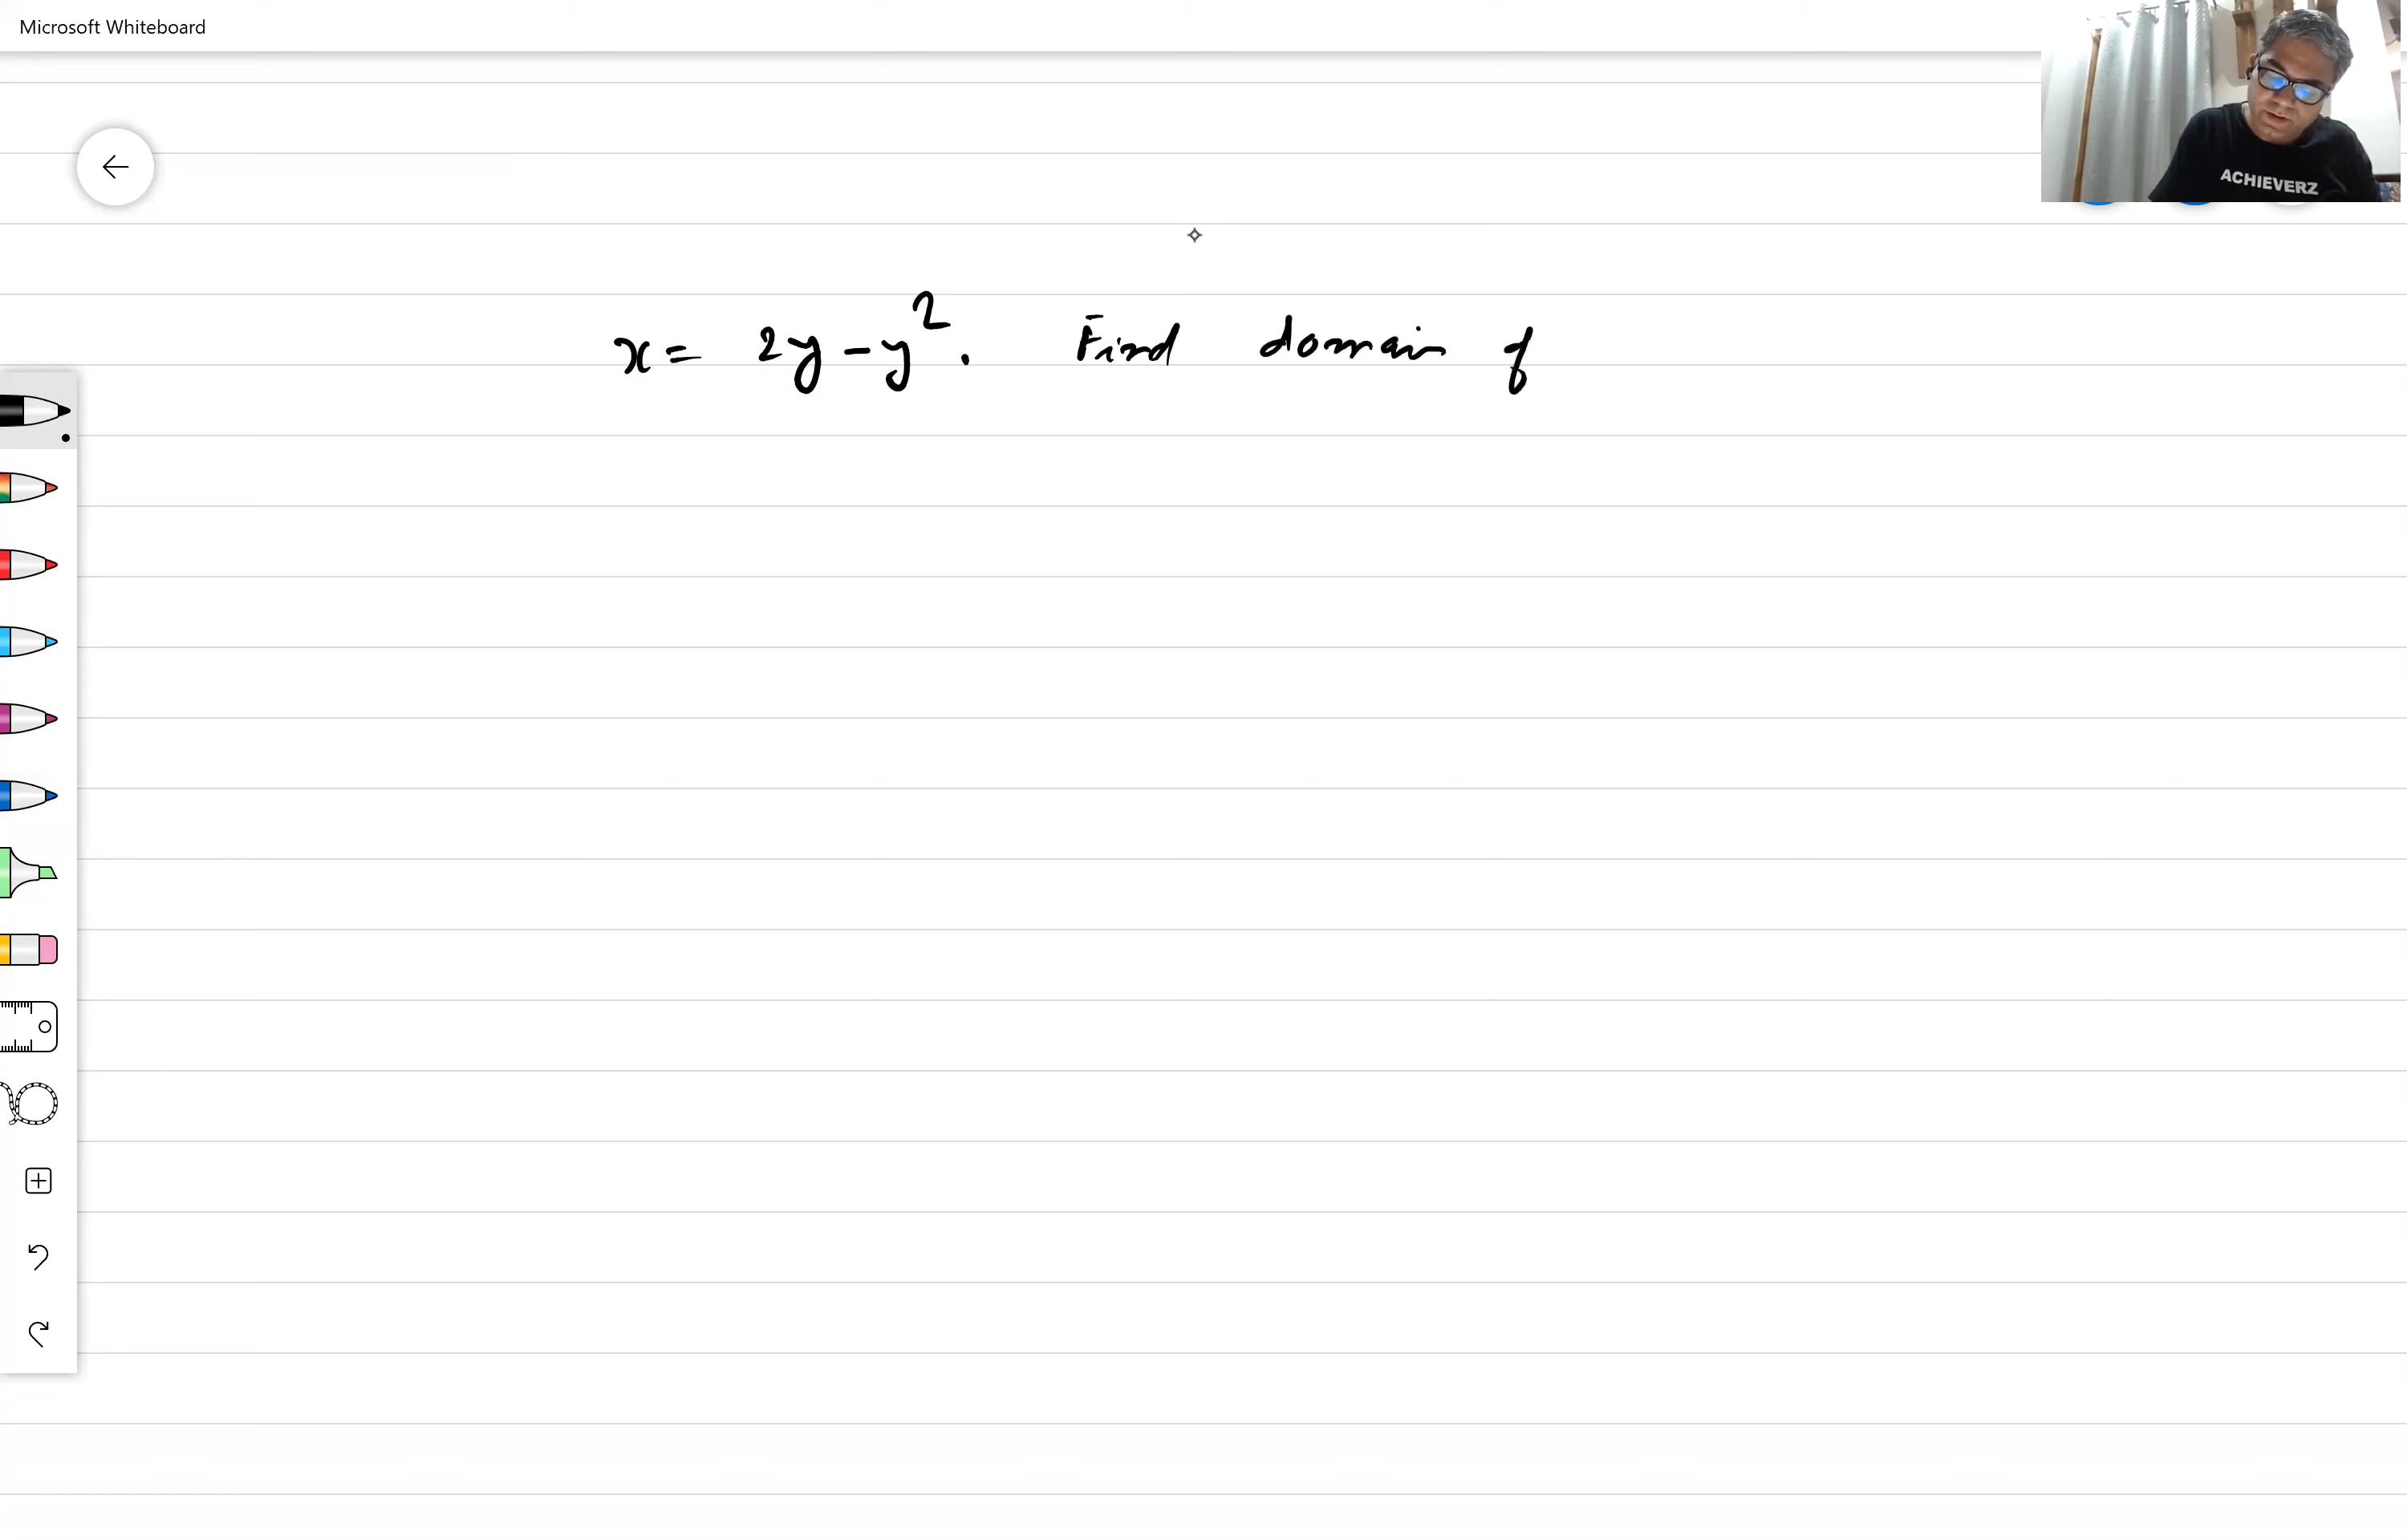 Microsoft Whiteboard
ACHIEVERZ
x = 2y - y². Find domain of